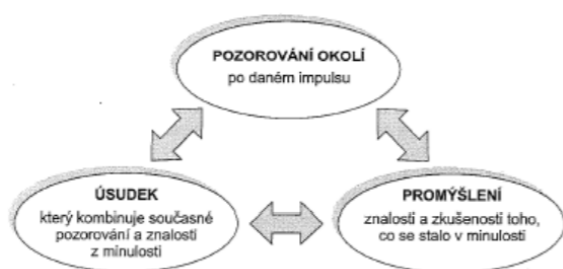 POZOROVÁNÍ OKOLÍ
po daném impulsu
ÚSUDEK
který kombinuje současné
pozorování a znalosti
z minulosti
PROMÝŠLENÍ
znalostí a zkušeností toho,
co se stalo v minulosti